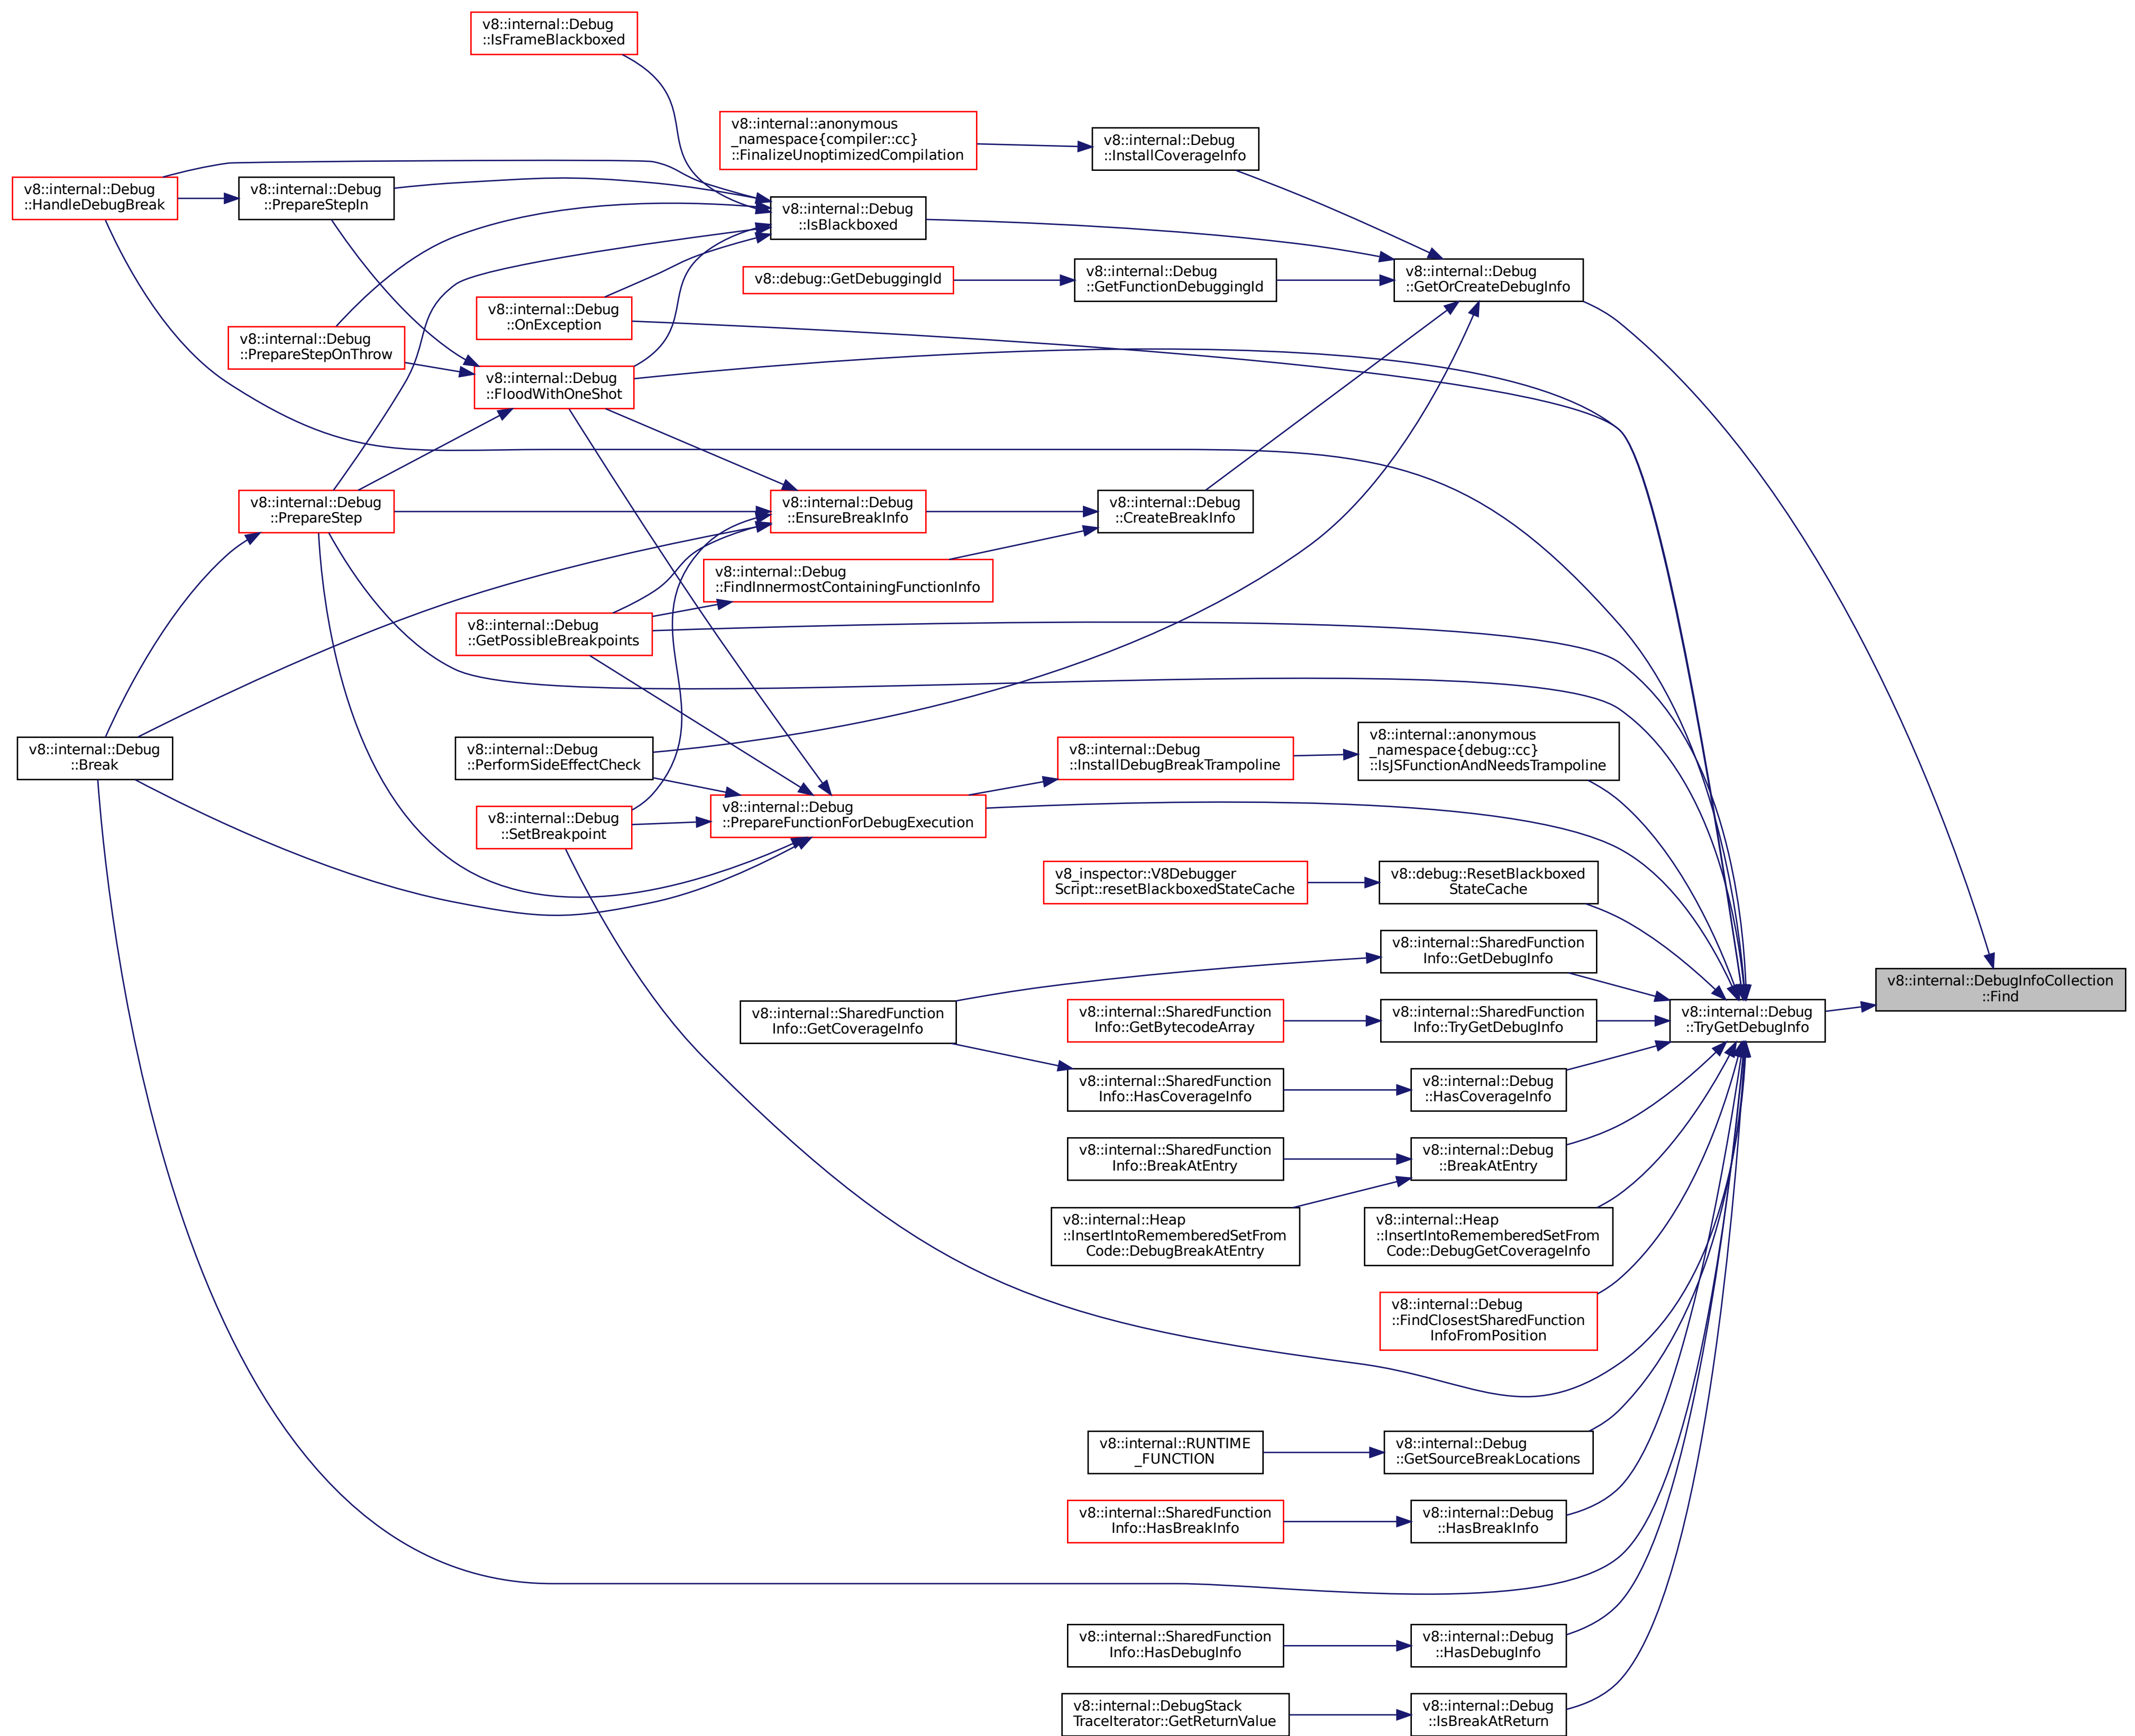 v8::internal::Debug
::IsFrameBlackboxed
v8::internal::anonymous
_namespace{compiler::cc}
::FinalizeUnoptimizedCompilation
v8::internal::Debug
::InstallCoverageInfo
v8::internal::Debug
::HandleDebugBreak
v8::internal::Debug
::PrepareStepIn
v8::internal::Debug
::IsBlackboxed
v8::debug::GetDebuggingId
v8::internal::Debug
::GetFunctionDebuggingId
v8::internal::Debug
::GetOrCreateDebugInfo
v8::internal::Debug
::OnException
v8::internal::Debug
::PrepareStepOnThrow
v8::internal::Debug
::FloodWithOneShot
v8::internal::Debug
::PrepareStep
v8::internal::Debug
::EnsureBreakInfo
v8::internal::Debug
::CreateBreakInfo
v8::internal::Debug
::FindInnermostContainingFunctionInfo
v8::internal::Debug
::GetPossibleBreakpoints
v8::internal::Debug
::Break
v8::internal::Debug
::PerformSideEffectCheck
v8::internal::Debug
::InstallDebugBreakTrampoline
v8::internal::anonymous
_namespace{debug::cc}
::IsJSFunctionAndNeedsTrampoline
v8::internal::Debug
::SetBreakpoint
v8::internal::Debug
::PrepareFunctionForDebugExecution
v8_inspector::V8Debugger
Script::resetBlackboxedStateCache
v8::debug::ResetBlackboxed
StateCache
v8::internal::SharedFunction
Info::GetDebugInfo
v8::internal::DebugInfoCollection
::Find
v8::internal::SharedFunction
Info::GetCoverageInfo
v8::internal::SharedFunction
Info::GetBytecodeArray
v8::internal::SharedFunction
Info::TryGetDebugInfo
v8::internal::Debug
::TryGetDebugInfo
v8::internal::SharedFunction
Info::HasCoverageInfo
v8::internal::Debug
::HasCoverageInfo
v8::internal::SharedFunction
Info::BreakAtEntry
v8::internal::Debug
::BreakAtEntry
v8::internal::Heap
::InsertIntoRememberedSetFrom
Code::DebugBreakAtEntry
v8::internal::Heap
::InsertIntoRememberedSetFrom
Code::DebugGetCoverageInfo
v8::internal::Debug
::FindClosestSharedFunction
InfoFromPosition
v8::internal::RUNTIME
_FUNCTION
v8::internal::Debug
::GetSourceBreakLocations
v8::internal::SharedFunction
Info::HasBreakInfo
v8::internal::Debug
::HasBreakInfo
v8::internal::SharedFunction
Info::HasDebugInfo
v8::internal::Debug
::HasDebugInfo
v8::internal::DebugStack
TraceIterator::GetReturnValue
v8::internal::Debug
::IsBreakAtReturn